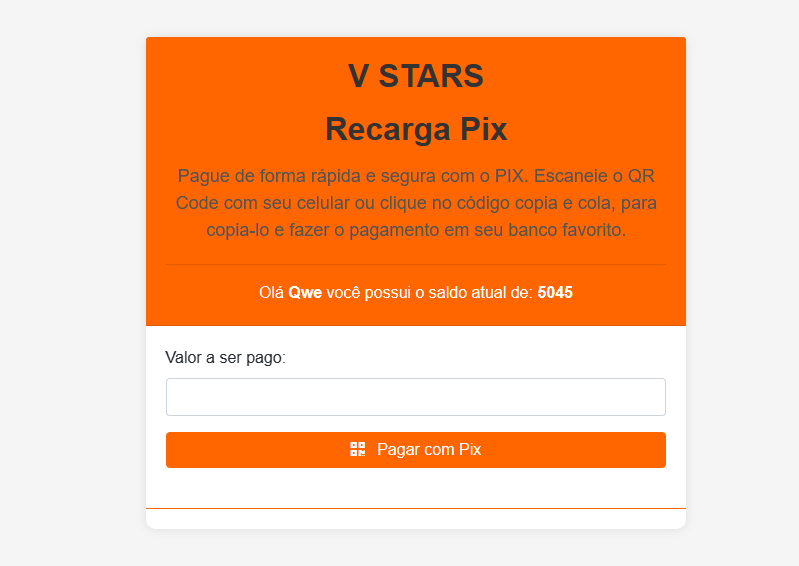 V STARS
Recarga Pix
Pague de forma rápida e segura com o PIX. Escaneie o QR
Code com seu celular ou clique no código copia e cola, para
copia-lo e fazer o pagamento em seu banco favorito.
Olá Qwe você possui o saldo atual de: 5045
Valor a ser pago:
Pagar com Pix